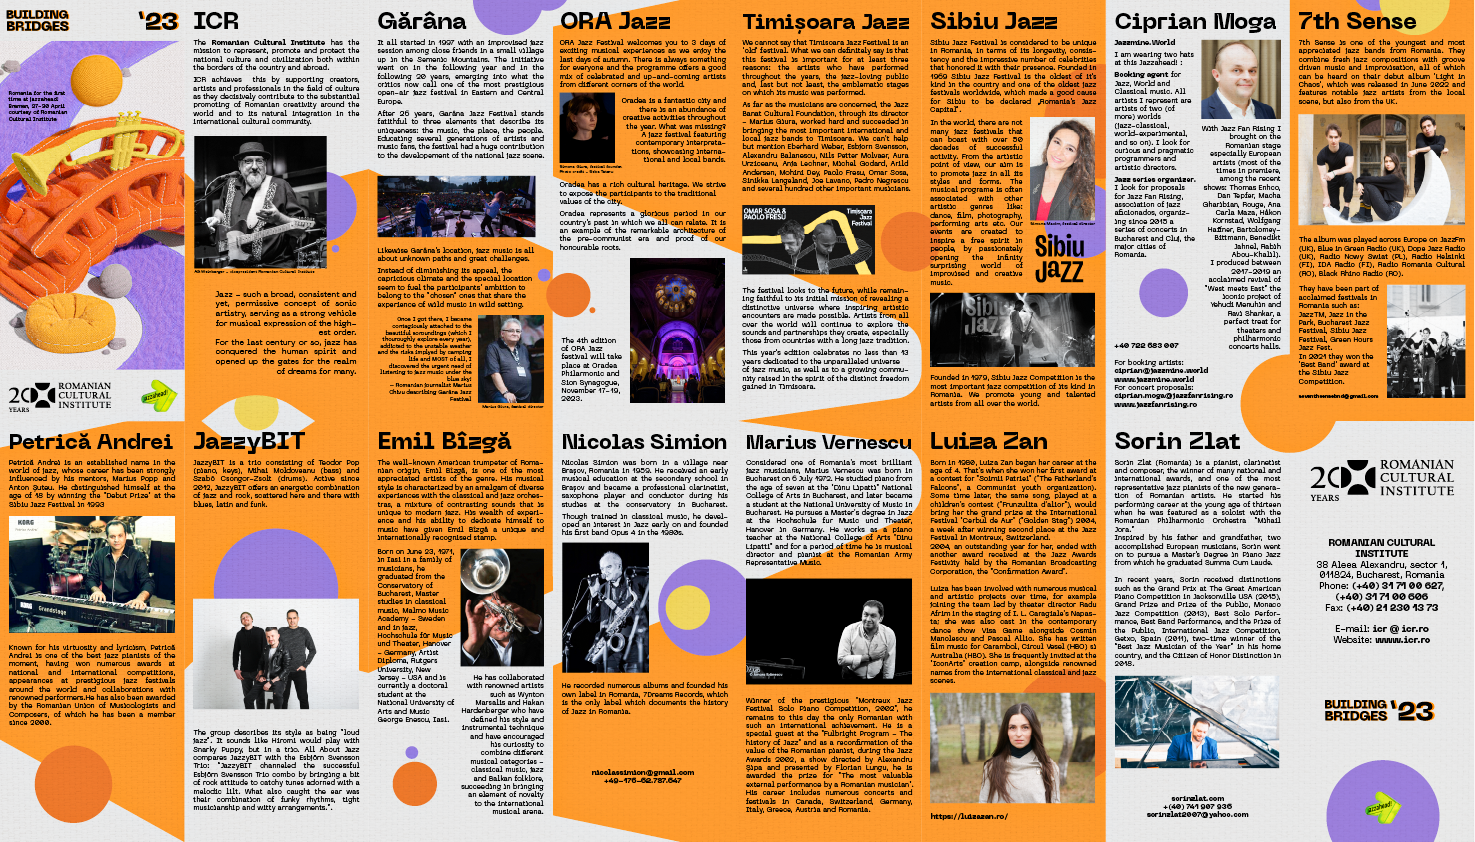 BUILDING
BRIDGES '23
Romania for the first
time at jazzahead!
Bremen, 27-30 April
courtesy of Romanian
Cultural Institute
20
YEARS
ROMANIAN
CULTURAL
INSTITUTE
jazzahead!
ICR
The Romanian Cultural Institute has the
mission to represent, promote and protect the
national culture and civilization both within
the borders of the country and abroad.
ICR achieves this by supporting creators,
artists and professionals in the field of culture
as they decisively contribute to the substantial
promoting of Romanian creativity around the
world and to its natural integration in the
international cultural community.
Jazz – such a broad, consistent and
yet, permissive concept of sonic
artistry, serving as a strong vehicle
for musical expression of the high-
est order.
For the last century or so, jazz has
conquered the human spirit and
opened up the gates for the realm
of dreams for many.
Gărâna
It all started in 1997 with an improvised jazz
session among close friends in a small village
up in the Semenic Mountains. The initiative
went on in the following year and in the
following 26 years, emerging into what the
critics now call one of the most prestigious
open-air jazz festival in Eastern and Central
Europe.
After 26 years, Garâna Jazz Festival stands
faithful to three elements that describe its
uniqueness: the music, the place, the people.
Educating several generations of artists and
music fans, the festival had a huge contribution
to the developement of the national jazz scene.
Likewise Garâna's location, jazz music is all
about unknown paths and great challenges.
Instead of diminishing its appeal, the
capricious climate and the special location
seem to fuel the participants' ambition to
belong to the "chosen" ones that share the
experience of wild music in wild setting.
Once I got there, I became
contagiously attached to the
beautiful surroundings (which I
thoroughly explore every year),
addicted to the unstable weather
and the risks implyed by camping
life and MOST of all, I
discovered the urgent need of
listening to jazz music under the
blue sky!
– Romanian journalist Marius
Chivu describing Garâna Jazz
Festival
Marius Giura, festival director
ORA Jazz
ORA Jazz Festival welcomes you to 3 days of
exciting musical experiences as we enjoy the
last days of autumn. There is always something
for everyone and the programme offers a good
mix of celebrated and up-and-coming artists
from different corners of the world.
Oradea is a fantastic city and
there is an abundance of
creative activities throughout
the year. What was missing?
A jazz festival featuring
contemporary interpreta-
tions, showcasing interna-
tional and local bands.
Oradea has a rich cultural heritage. We strive
to expose the participants to the traditional
values of the city.
Oradea represents a glorious period in our
country's past in which we all can relate. It is
an example of the remarkable architecture of
the pre-communist era and proof of our
honourable roots.
The 4th edition
of ORA Jazz
festival will take
place at Oradea
Philharmonic and
Sion Synagogue,
November 17-19,
2023.
Timișoara Jazz
We cannot say that Timisoara Jazz Festival is an
"old" festival. What we can definitely say is that
this festival is important for at least three
reasons: the artists who have performed
throughout the years, the jazz-loving public
and, last but not least, the emblematic stages
on which its music was performed.
As far as the musicians are concerned, the Jazz
Banat Cultural Foundation, through its director
– Marius Giura, worked hard and succeeded in
bringing the most important international and
local jazz bands to Timisoara. We can't help
but mention Eberhard Weber, Esbjorn Svensson,
Alexandru Balanescu, Nils Petter Molvaer, Aura
Urziceanu, Anja Lechner, Michel Godard, Arild
Andersen, Mohini Dey, Paolo Fresu, Omar Sosa,
Sinikka Langeland, Joe Lovano, Pedro Negrescu
and several hundred other important musicians.
OMAR SOSA &
PAOLO FRESU
Timișoara
Jazz
Festival
The festival looks to the future, while remain-
ing faithful to its initial mission of revealing a
distinctive universe where inspiring artistic
encounters are made possible. Artists from all
over the world will continue to explore the
sounds and partnerships they create, especially
those from countries with a long jazz tradition.
This year's edition celebrates no less than 13
years dedicated to the unparalleled universe
of jazz music, as well as to a growing commu-
nity raised in the spirit of the distinct freedom
gained in Timișoara.
Sibiu Jazz
Sibiu Jazz Festival is considered to be unique
in Romania, in terms of its longevity, consis-
tency and the impressive number of celebrities
that honored it with their presence. Founded in
1969 Sibiu Jazz Festival is the oldest of it's
kind in the country and one of the oldest jazz
festivals worldwide, which made a good cause
for Sibiu to be declared „Romania's Jazz
Capital".
In the world, there are not
many jazz festivals that
can boast with over 50
decades of successful
activity. From the artistic
point of view, our aim is
to promote jazz in all its
styles and forms. The
musical programe is often
associated with other
artistic genres like:
dance, film, photography,
performing arts etc. Our
events are created to
inspire a free spirit in
people, by passionately
opening the infinity
surprising world of
improvised and creative
music.
Sibiu
Jazz
Sibiu
Jazz
Founded in 1979, Sibiu Jazz Competition is the
most important jazz competition of its kind in
Romania. We promote young and talented
artists from all over the world.
Ciprian Moga
Jazzmine.World
I am wearing two hats
at this Jazzahead! :
Booking agent for
Jazz, World and
Classical music. All
artists I represent are
artists of two (of
more) worlds
(jazz-classical,
world-experimental,
and so on). I look for
curious and pragmatic
programmers and
artistic directors.
Jazz series organizer.
I look for proposals
for Jazz Fan Rising,
association of jazz
aficionados, organiz-
ing since 2015 a
series of concerts in
Bucharest and Cluj, the
major cities of
Romania.
With Jazz Fan Rising I
brought on the
Romanian stage
especially European
artists (most of the
times in premiere,
among the recent
shows: Thomas Enhco,
Dan Tepfer, Macha
Gharibian, Rouge, Ana
Carla Maza, Håkon
Kornstad, Wolfgang
Haffner, Bartolomey-
Bittmann, Benedikt
Jahnel, Rabih
Abou-Khalil).
I produced between
2017-2019 an
acclaimed revival of
"West meets East" the
iconic project of
Yehudi Menuhin and
Ravi Shankar, a
perfect treat for
theaters and
philharmonic
concerts halls.
+40 722 683 007
For booking artists:
ciprian@jazzmine.world
www.jazzmine.world
For concert proposals:
ciprian.moga@jazzfanrising.ro
www.jazzfanrising.ro
7th Sense
7th Sense is one of the youngest and most
appreciated jazz bands from Romania. They
combine fresh jazz compositions with groove
driven music and improvisation, all of which
can be heard on their debut album 'Light in
Chaos', which was released in June 2022 and
features notable jazz artists from the local
scene, but also from the UK.
The album was played across Europe on JazzFm
(UK), Blue in Green Radio (UK), Dope Jazz Radio
(UK), Radio Nowy Swiat (PL), Radio Helsinki
(FI), IDA Radio (FI), Radio Romania Cultural
(RO), Black Rhino Radio (RO).
They have been part of
acclaimed festivals in
Romania such as:
JazzTM, Jazz in the
Park, Bucharest Jazz
Festival, Sibiu Jazz
Festival, Green Hours
Jazz Fest.
In 2021 they won the
'Best Band' award at
the Sibiu Jazz
Competition.
Petrică Andrei
Petrică Andrei is an established name in the
world of jazz, whose career has been strongly
influenced by his mentors, Marius Popp and
Anton Șuteu. He distinguished himself at the
age of 18 by winning the "Debut Prize" at the
Sibiu Jazz Festival in 1993
KORG
Grandstage
Known for his virtuosity and lyricism, Petrică
Andrei is one of the best jazz pianists of the
moment, having won numerous awards at
national and international competitions,
appearances at prestigious jazz festivals
around the world and collaborations with
renowned performers.He has also been awarded
by the Romanian Union of Musicologists and
Composers, of which he has been a member
since 2000.
JazzyBIT
JazzyBIT is a trio consisting of Teodor Pop
(piano, keys), Mihai Moldoveanu (bass) and
Szabó Csongor-Zsolt (drums). Active since
2012, JazzyBIT offers an energetic combination
of jazz and rock, scattered here and there with
blues, latin and funk.
The group describes its style as being "loud
jazz". It sounds like Hiromi would play with
Snarky Puppy, but in a trio. All About Jazz
compares JazzyBIT with the Esbjörn Svensson
Trio: "JazzyBIT channeled the successful
Esbjörn Svensson Trio combo by bringing a bit
of rock attitude to catchy tunes adorned with a
melodic lilt. What also caught the ear was
their combination of funky rhythms, tight
musicianship and witty arrangements.".
Emil Bîzgă
The well-known American trumpeter of Roma-
nian origin, Emil Bîzgă, is one of the most
appreciated artists of the genre. His musical
style is characterized by an amalgam of diverse
experiences with the classical and jazz orches-
tras, a mixture of contrasting sounds that is
unique to modern jazz. His wealth of experi-
ence and his ability to dedicate himself to
music have given Emil Bîzgă a unique and
internationally recognised stamp.
Born on June 23, 1971,
in Iasi in a family of
musicians, he
graduated from the
Conservatory of
Bucharest, Master
studies in classical
music, Malmo Music
Academy – Sweden
and in jazz,
Hochschule für Music
und Theater, Hanover
– Germany, Artist
Diploma, Rutgers
University, New
Jersey – USA and is
currently a doctoral
student at the
National University of
Arts and Music
George Enescu, Iasi.
He has collaborated
with renowned artists
such as Wynton
Marsalis and Hakan
Hardenberger who have
defined his style and
instrumental technique
and have encouraged
his curiosity to
combine different
musical categories –
classical music, jazz
and Balkan folklore,
succeeding in bringing
an element of novelty
to the international
musical arena.
Nicolas Simion
Nicolas Simion was born in a village near
Brașov, Romania in 1959. He received an early
musical education at the secondary school in
Brașov and became a professional clarinetist,
saxophone player and conductor during his
studies at the conservatory in Bucharest.
Though trained in classical music, he devel-
oped an interest in Jazz early on and founded
his first band Opus 4 in the 1980s.
He recorded numerous albums and founded his
own label in Romania, 7Dreams Records, which
is the only label which documents the history
of Jazz in Romania.
nicolassimion@gmail.com
+49-176-62.787.647
Marius Vernescu
Considered one of Romania's most brilliant
jazz musicians, Marius Vernescu was born in
Bucharest on 6 July 1972. He studied piano from
the age of seven at the "Dinu Lipatti" National
College of Arts in Bucharest, and later became
a student at the National University of Music in
Bucharest. He pursues a Master's degree in Jazz
at the Hochschule fur Music und Theater,
Hanover in Germany. He works as a piano
teacher at the National College of Arts "Dinu
Lipatti" and for a period of time he is musical
director and pianist at the Romanian Army
Representative Music.
Winner of the prestigious "Montreux Jazz
Festival Solo Piano Competition, 2002", he
remains to this day the only Romanian with
such an international achievement. He is a
special guest at the "Fulbright Program – The
history of Jazz" and as a reconfirmation of the
value of the Romanian pianist, during the Jazz
Awards 2002, a show directed by Alexandru
Șipa and presented by Florian Lungu, he is
awarded the prize for "The most valuable
external performance by a Romanian musician".
His career includes numerous concerts and
festivals in Canada, Switzerland, Germany,
Italy, Greece, Austria and Romania.
Luiza Zan
Born in 1980, Luiza Zan began her career at the
age of 4. That's when she won her first award at
a contest for "Soimii Patriei" ("The Fatherland's
Falcons", a Communist youth organization).
Some time later, the same song, played at a
children's contest ("Frunzulita d'alior"), would
bring her the grand prize at the International
Festival "Cerbul de Aur" ("Golden Stag") 2004,
a week after winning second place at the Jazz
Festival in Montreux, Switzerland.
2004, an outstanding year for her, ended with
another award received at the Jazz Awards
Festivity held by the Romanian Broadcasting
Corporation, the "Confirmation Award".
Luiza has been involved with numerous musical
and artistic projects over time, for example
joining the team led by theater director Radu
Afrim in the staging of I. L. Caragiale's Napas-
ta; she was also cast in the contemporary
dance show Visa Game alongside Cosmin
Manolescu and Pascal Allio. She has written
film music for Carambol, Circul Vesel (HBO) si
Australia (HBO). She is frequently invited at the
"IconArts" creation camp, alongside renowned
names from the international classical and jazz
scenes.
https://luizazan.ro/
Sorin Zlat
Sorin Zlat (Romania) is a pianist, clarinetist
and composer, the winner of many national and
international awards, and one of the most
representative jazz pianists of the new genera-
tion of Romanian artists. He started his
performing career at the young age of thirteen
when he was featured as a soloist with the
Romanian Philharmonic Orchestra "Mihail
Jora."
Inspired by his father and grandfather, two
accomplished European musicians, Sorin went
on to pursue a Master's Degree in Piano Jazz
from which he graduated Summa Cum Laude.
In recent years, Sorin received distinctions
such as the Grand Prix at The Great American
Piano Competition in Jacksonville USA (2015),
Grand Prize and Prize of the Public, Monaco
Jazz Competition (2013), Best Solo Perfor-
mance, Best Band Performance, and the Prize of
the Public, International Jazz Competition,
Getxo, Spain (2011), two-time winner of the
"Best Jazz Musician of the Year" in his home
country, and the Citizen of Honor Distinction in
2018.
sorinzlat.com
+(40) 741 907 936
sorinzlat2007@yahoo.com
20
YEARS
ROMANIAN
CULTURAL
INSTITUTE
ROMANIAN CULTURAL
INSTITUTE
38 Aleea Alexandru, sector 1,
011824, Bucharest, Romania
Phone: (+40) 31 71 00 627,
(+40) 31 71 00 606
Fax: (+40) 21 230 13 73
E-mail: icr @ icr.ro
Website: www.icr.ro
BUILDING
BRIDGES '23
jazzahead!